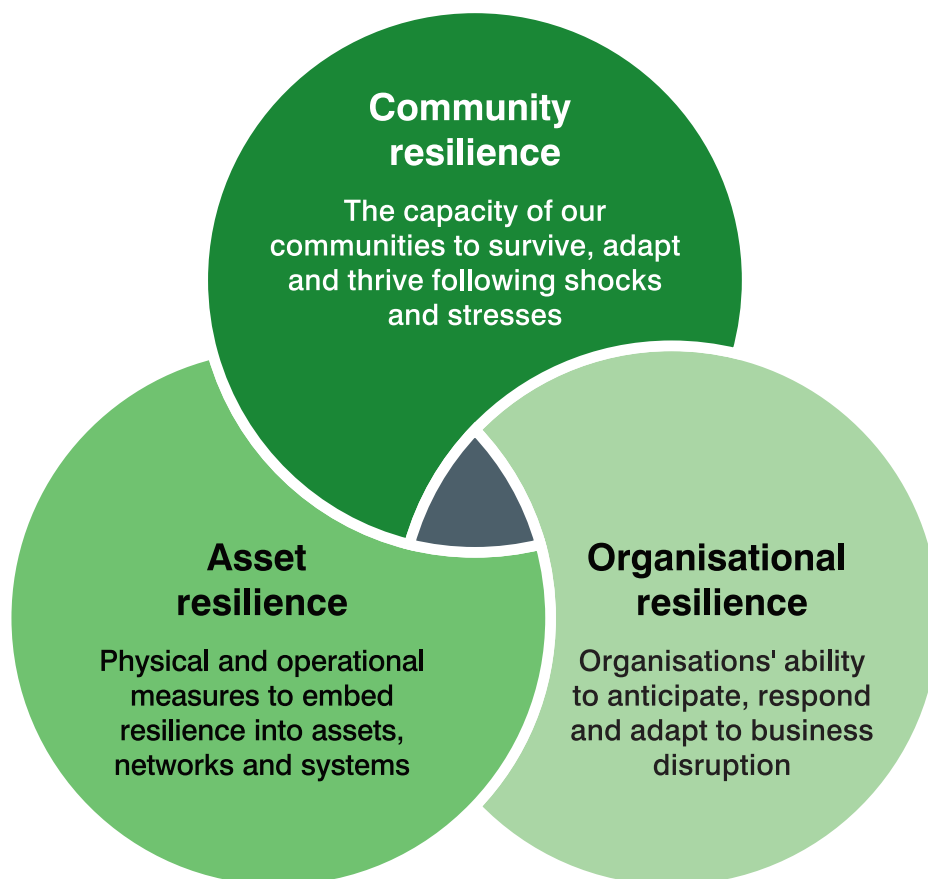 Community
resilience
The capacity of our
communities to survive, adapt
and thrive following shocks
and stresses
Asset
resilience
Physical and operational
measures to embed
resilience into assets,
networks and systems
Organisational
resilience
Organisations' ability
to anticipate, respond
and adapt to business
disruption